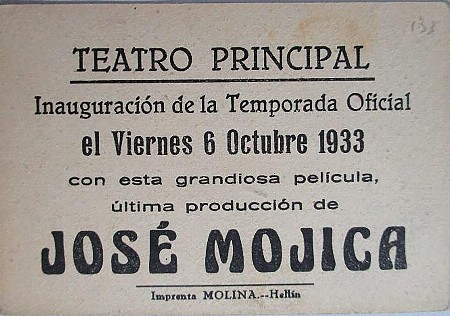 133
TEATRO PRINCIPAL
Inauguración de la Temporada Oficial
el Viernes 6 Octubre 1933
con esta grandiosa película,
última producción de
JOSÉ MOJICA
Imprenta MOLINA.--Hellín